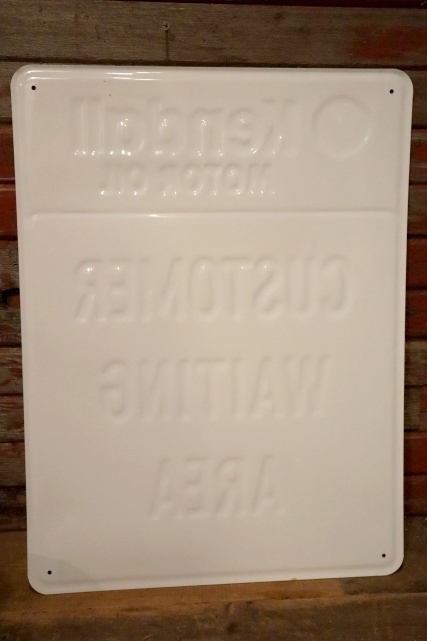 Kendall
MOTOR OIL
CUSTOMER
WAITING
AREA